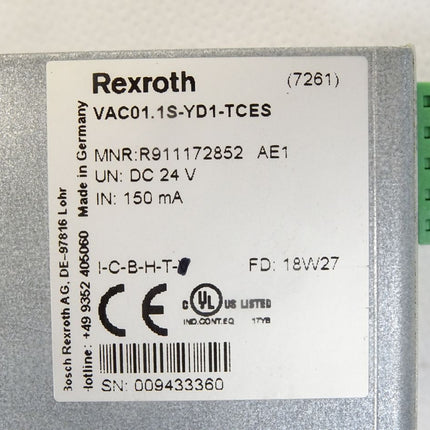 Rexroth (7261)
VAC01.1S-YD1-TCES
MNR:R911172852 AE1
UN: DC 24 V
IN: 150 mA
I-C-B-H-T- FD: 18W27
CE C UL US LISTED
IND.CONT.EQ 17YB
SN: 009433360
Bosch Rexroth AG, DE-97816 Lohr
Hotline: +49 9352 405060 Made in Germany